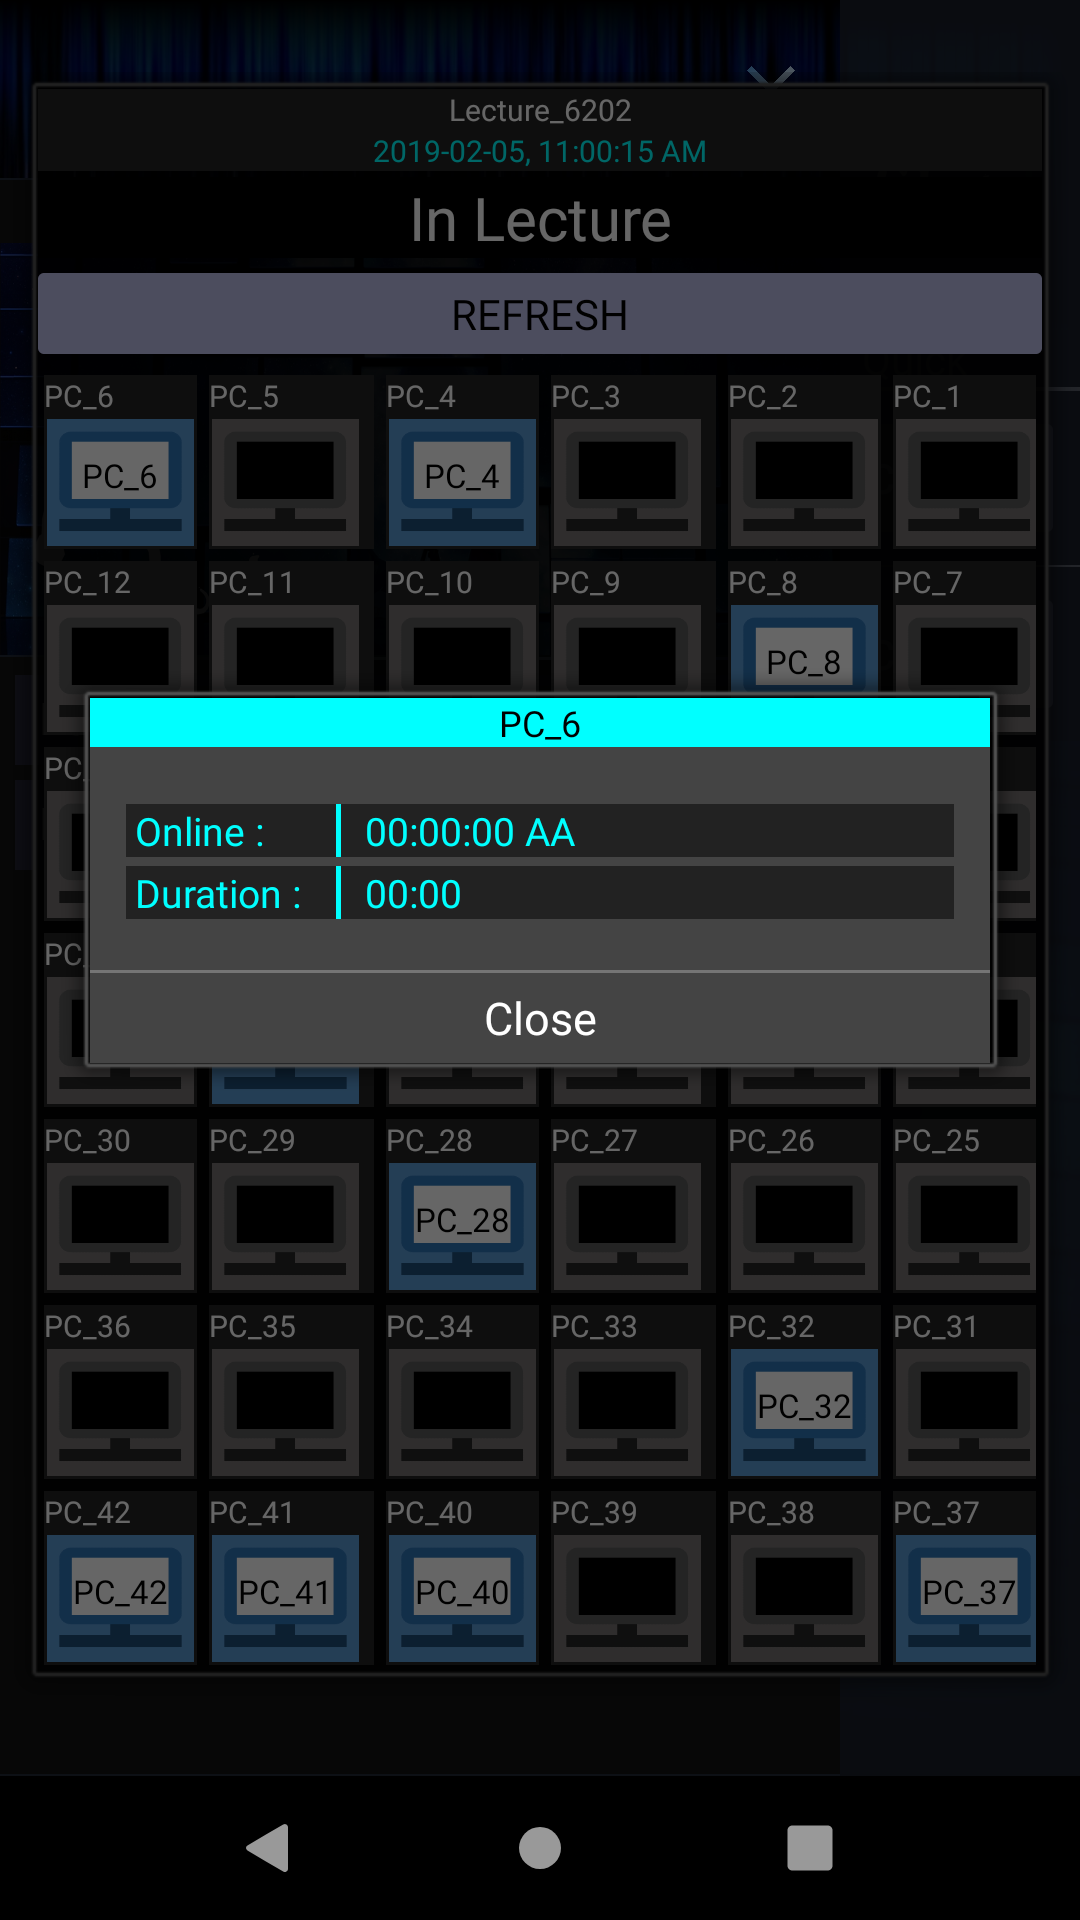 Lecture_6202
2019-02-05, 11:00:15 AM
In Lecture
REFRESH
PC_6 PC_5 PC_4 PC_3 PC_2 PC_1
PC_6 PC_4
PC_12 PC_11 PC_10 PC_9 PC_8 PC_7
PC_8
PC_6
Online : 00:00:00 AA
Duration : 00:00
Close
PC_30 PC_29 PC_28 PC_27 PC_26 PC_25
PC_28
PC_36 PC_35 PC_34 PC_33 PC_32 PC_31
PC_32
PC_42 PC_41 PC_40 PC_39 PC_38 PC_37
PC_42 PC_41 PC_40 PC_37